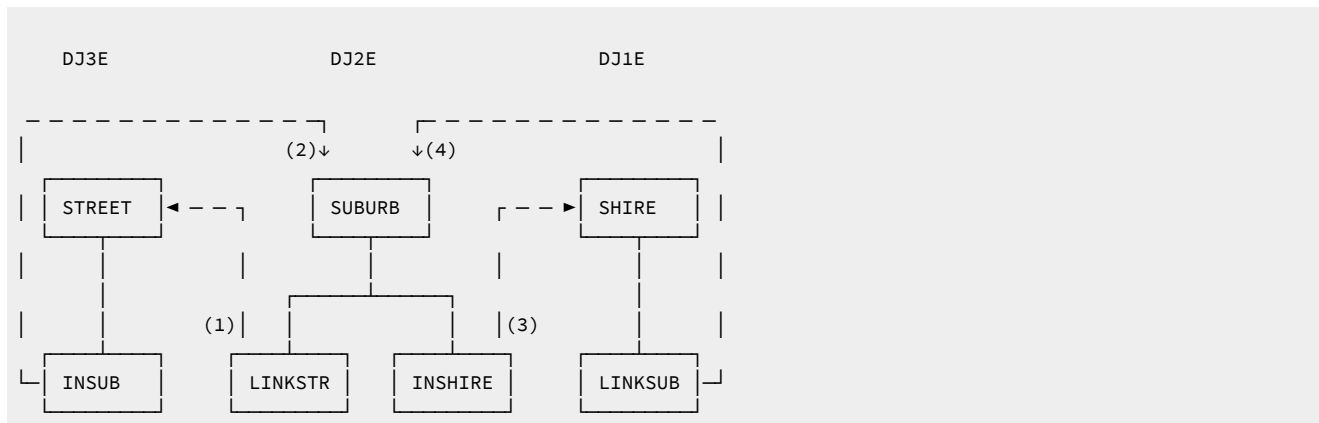 DJ3E DJ2E DJ1E
(2) (4)
STREET SUBURB SHIRE
(1) (3)
INSUB LINKSTR INSHIRE LINKSUB